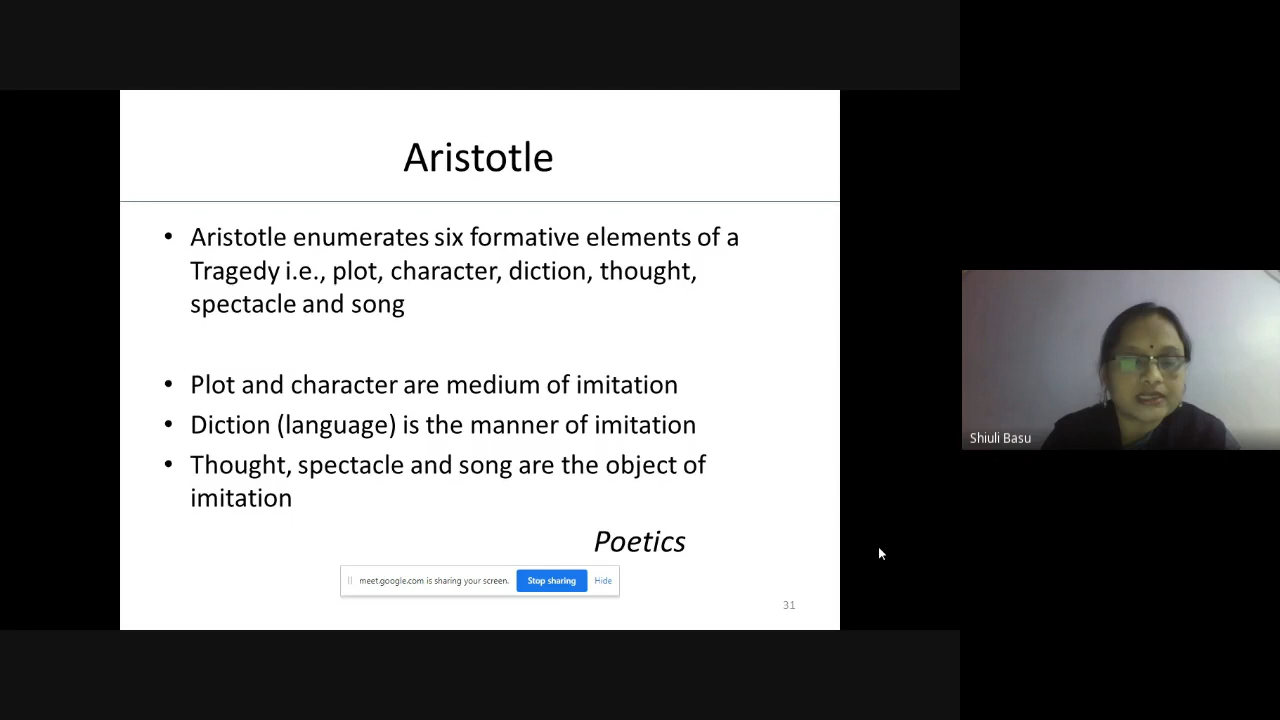 Aristotle
• Aristotle enumerates six formative elements of a
Tragedy i.e., plot, character, diction, thought,
spectacle and song
• Plot and character are medium of imitation
• Diction (language) is the manner of imitation
• Thought, spectacle and song are the object of
imitation
Poetics
meet.google.com is sharing your screen. Stop sharing Hide
31
Shiuli Basu